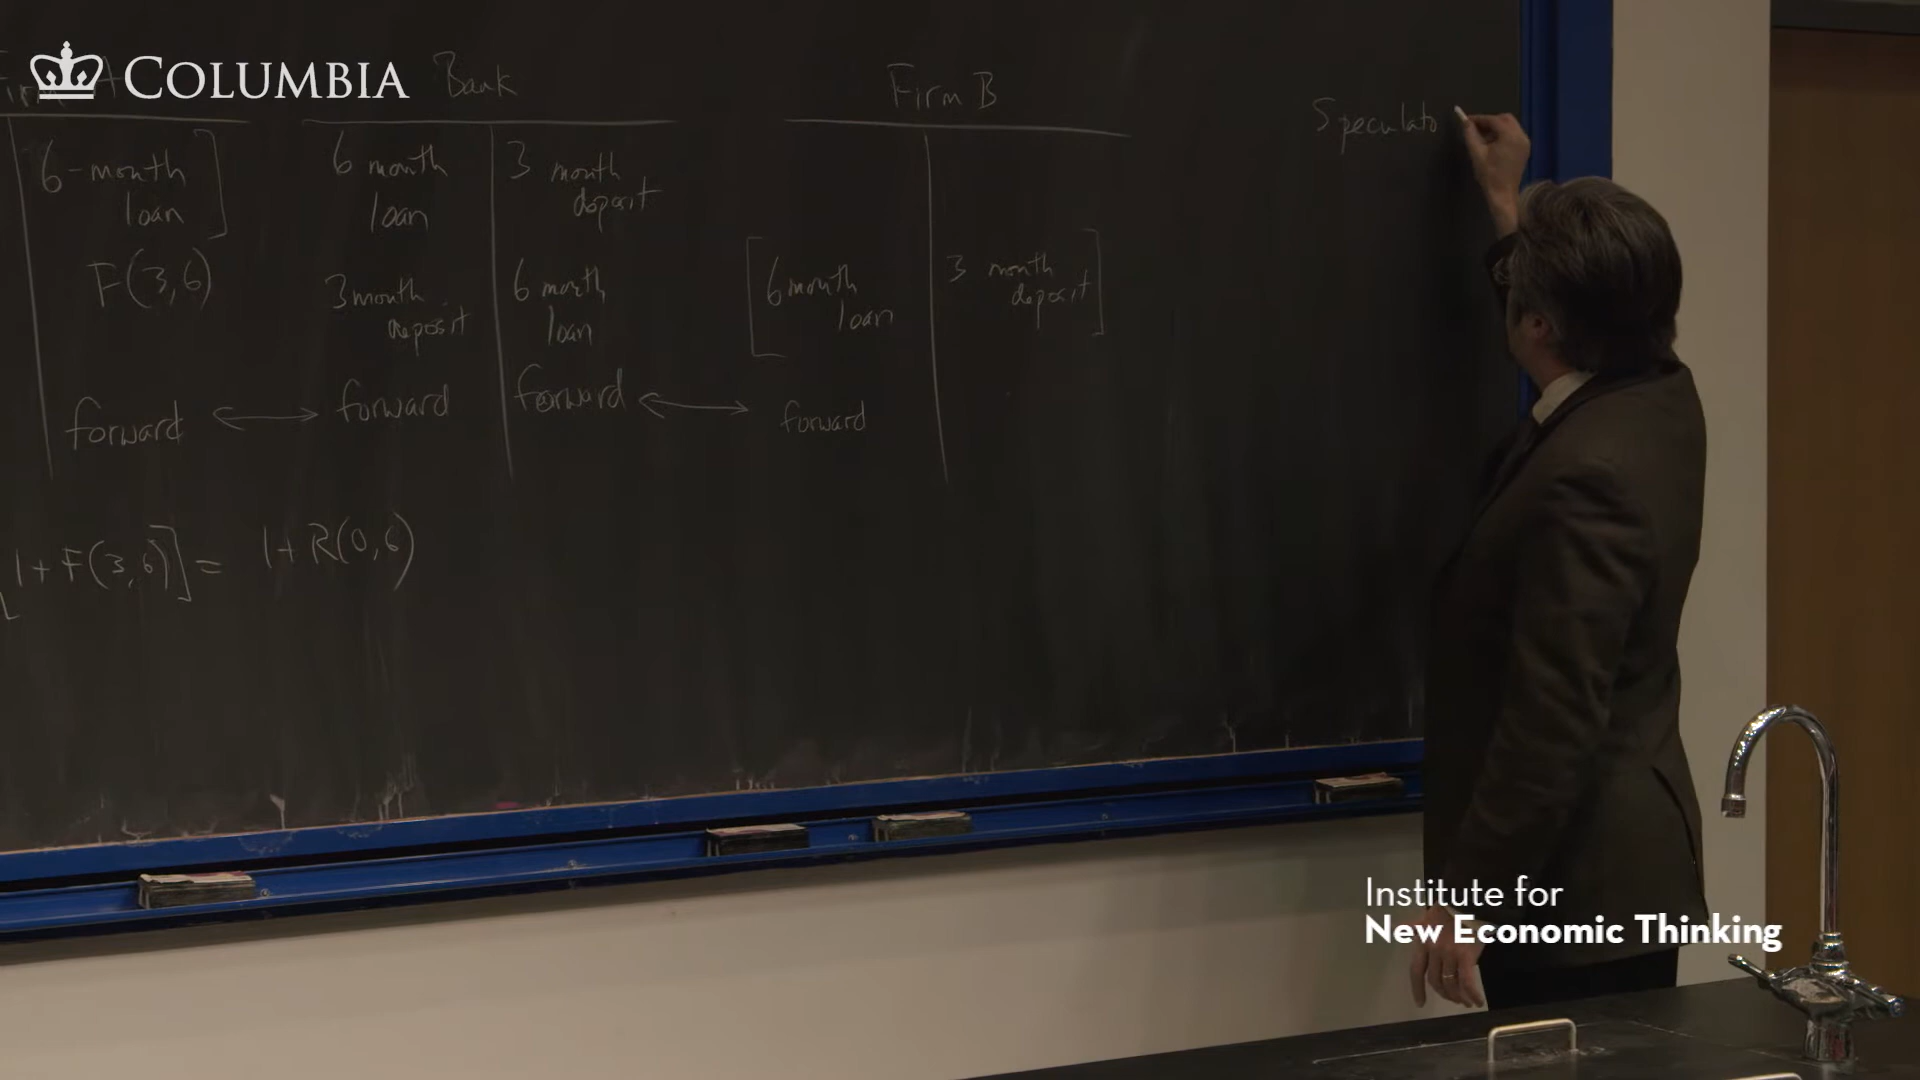 COLUMBIA
Bank
Firm B
Speculato
6-month
loan
F(3,6)
forward
6 month
loan
3 month
deposit
forward
3 month
deposit
6 month
loan
forward
6 month
loan
forward
3 month
deposit
1 + F(3,6)] = 1 + R(0,6)
Institute for
New Economic Thinking